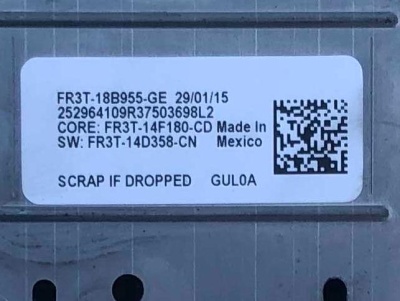 FR3T-18B955-GE 29/01/15
252964109R37503698L2
CORE: FR3T-14F180-CD Made In
SW: FR3T-14D358-CN Mexico
SCRAP IF DROPPED GUL0A